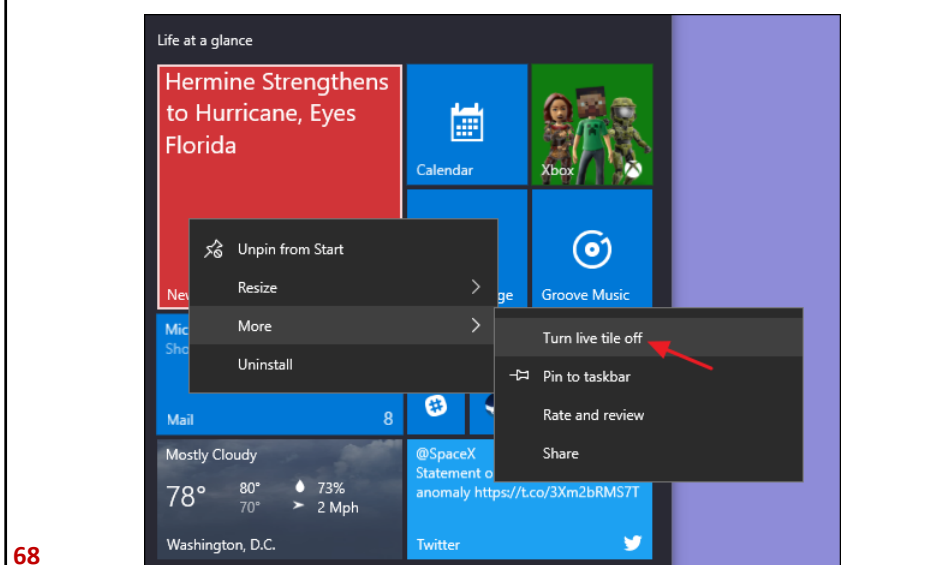 Life at a glance
Hermine Strengthens
to Hurricane, Eyes
Florida
Calendar
Xbox
Unpin from Start
Resize
More
Uninstall
Groove Music
Turn live tile off
Pin to taskbar
Rate and review
Share
Mail 8
Mostly Cloudy
78° 80° 73%
70° 2 Mph
Washington, D.C.
@SpaceX
Statement o
anomaly https://t.co/3Xm2bRMS7T
Twitter
68